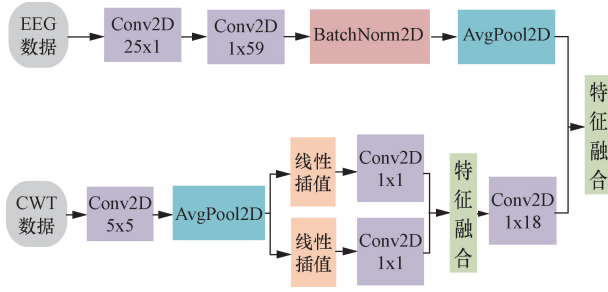 EEG
数据
Conv2D
25x1
Conv2D
1x59
BatchNorm2D
AvgPool2D
特征融合
CWT
数据
Conv2D
5x5
AvgPool2D
线性
插值
Conv2D
1x1
线性
插值
Conv2D
1x1
特征融合
Conv2D
1x18